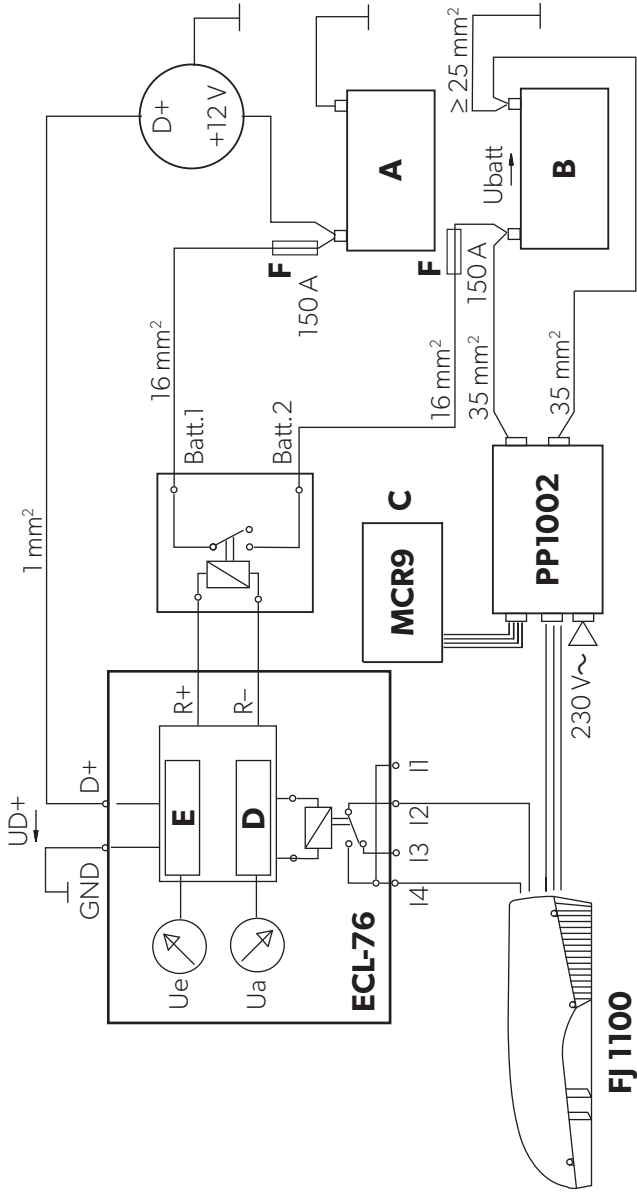 UD+
GND
D+
1 mm²
D+
+12 V
Ue
Ua
E
D
R+
R–
ECL-76
I4
I3
I2
I1
Batt.1
Batt.2
16 mm²
F
150 A
A
16 mm²
F
150 A
≥ 25 mm²
Ubatt
B
MCR9
C
35 mm²
35 mm²
PP1002
230 V~
FJ 1100